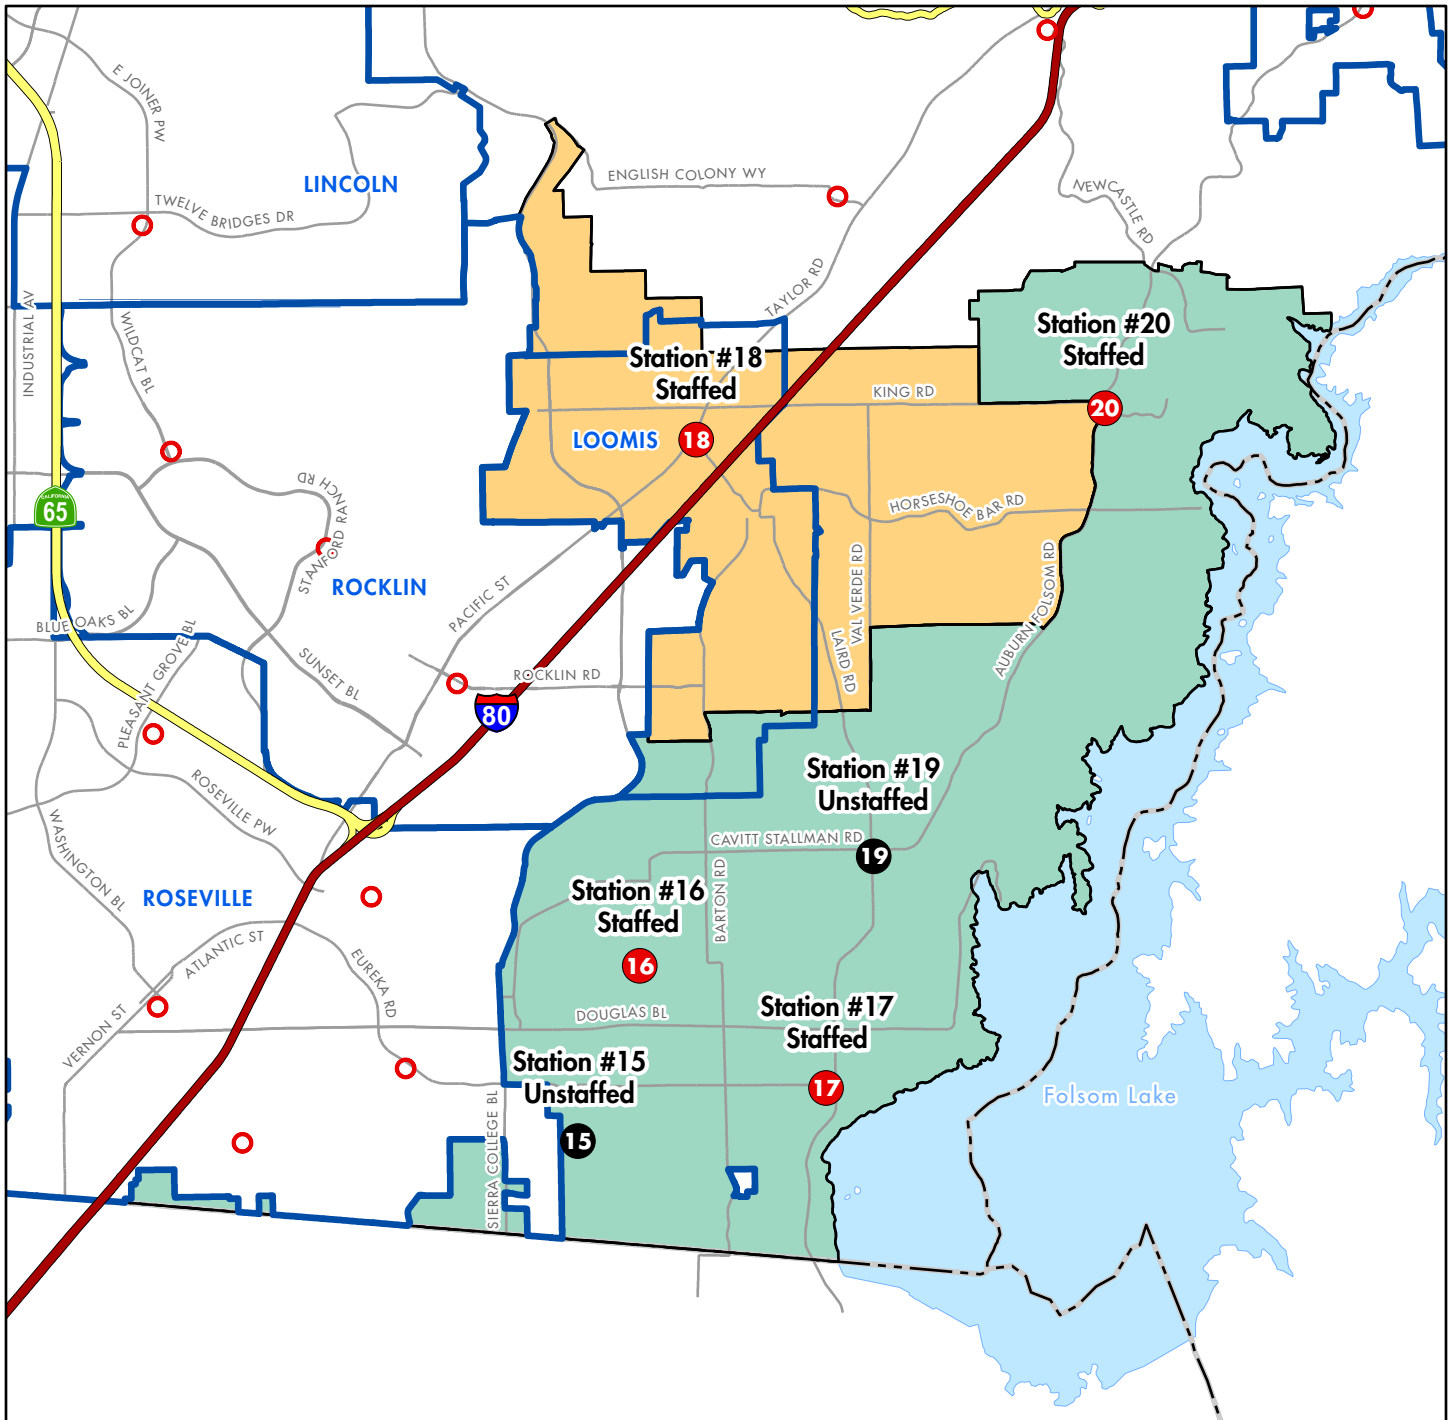 E JOINER PW
LINCOLN
ENGLISH COLONY WY
TWELVE BRIDGES DR
NEWCASTLE RD
TAYLOR RD
INDUSTRIAL AV
WILDCAT BL
Station #20
Staffed
20
Station #18
Staffed
KING RD
LOOMIS
18
STANFORD RANCH RD
CALIFORNIA
65
HORSESHOE BAR RD
ROCKLIN
PACIFIC ST
VAL VERDE RD
AUBURN FOLSOM RD
BLUE OAKS BL
PLEASANT GROVE BL
SUNSET BL
LAIRD RD
ROCKLIN RD
80
Station #19
Unstaffed
19
ROSEVILLE PW
WASHINGTON BL
CAVITT STALLMAN RD
BARTON RD
ROSEVILLE
Station #16
Staffed
16
ATLANTIC ST
EUREKA RD
VERNON ST
DOUGLAS BL
Station #17
Staffed
17
Station #15
Unstaffed
15
SIERRA COLLEGE BL
Folsom Lake